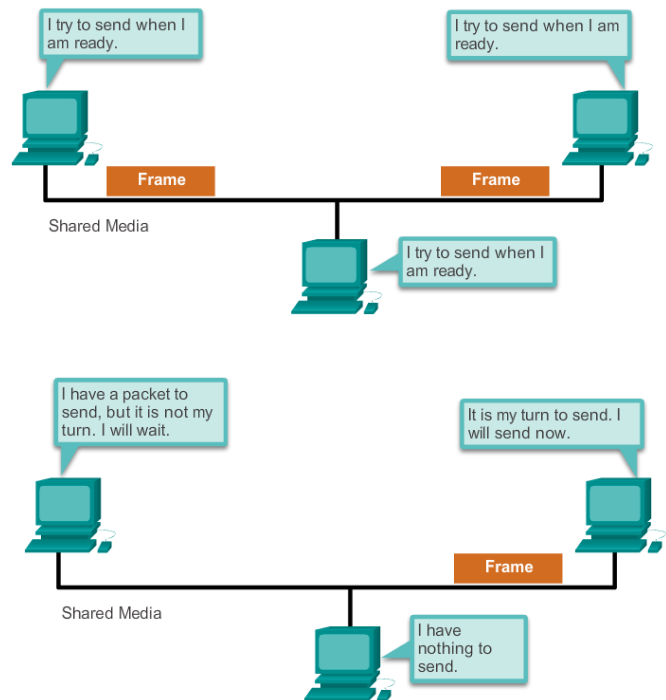 I try to send when I
am ready.
I try to send when I am
ready.
Frame
Frame
Shared Media
I try to send when I
am ready.
I have a packet to
send, but it is not my
turn. I will wait.
It is my turn to send. I
will send now.
Frame
Shared Media
I have
nothing to
send.